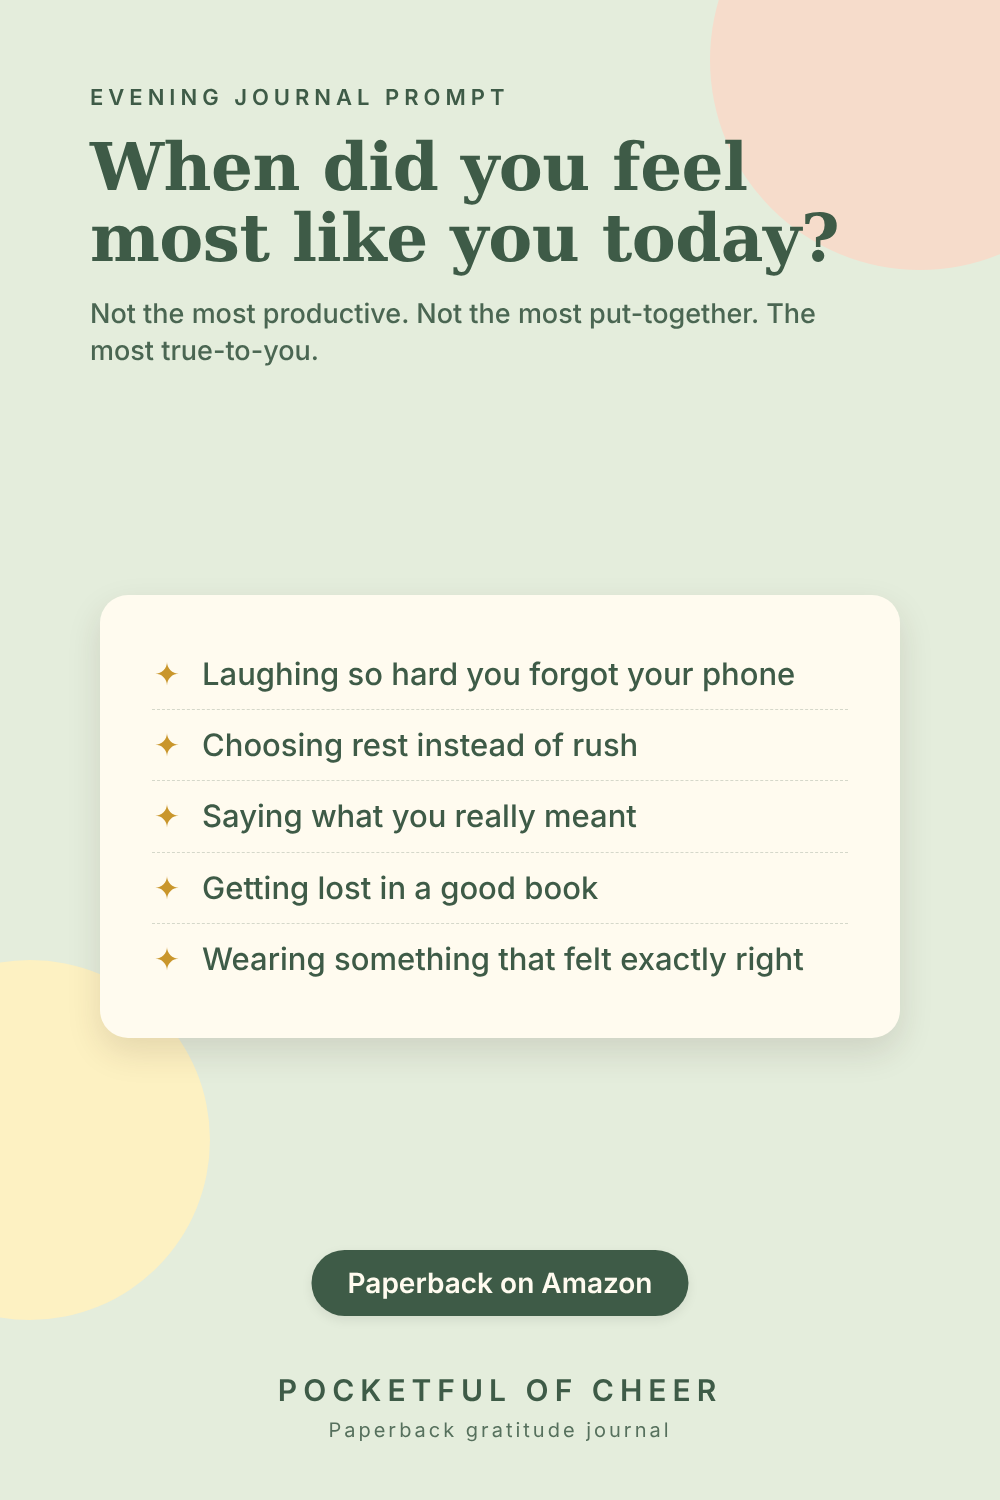 EVENING JOURNAL PROMPT
When did you feel
most like you today?
Not the most productive. Not the most put-together. The
most true-to-you.
✦ Laughing so hard you forgot your phone
✦ Choosing rest instead of rush
✦ Saying what you really meant
✦ Getting lost in a good book
✦ Wearing something that felt exactly right
Paperback on Amazon
POCKETFUL OF CHEER
Paperback gratitude journal